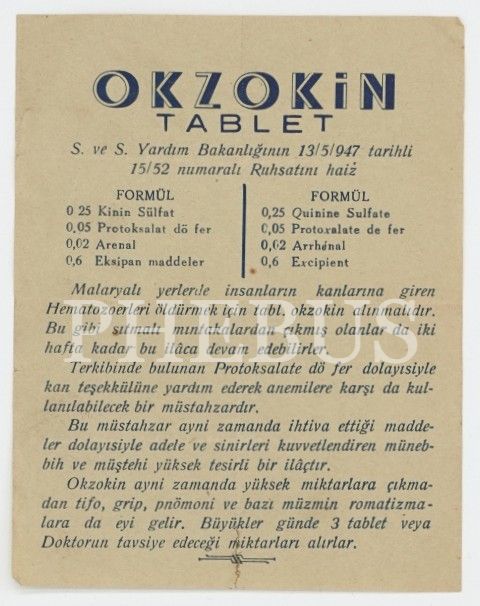 OKZOKiN
TABLET
S. ve S. Yardım Bakanlığının 13/5/947 tarihli
15/52 numaralı Ruhsatını haiz
FORMÜL
0 25 Kinin Sülfat
0,05 Protoksalat dö fer
0,02 Arenal
0,6 Eksipan maddeler
FORMÜL
0,25 Quinine Sulfate
0,05 Protoxalate de fer
0,02 Arrhénal
0,6 Excipient
Malaryalı yerlerde insanların kanlarına giren
Hematozoerleri öldürmek için tabl. okzokin alınmalıdır.
Bu gibi sıtmalı mıntakalardan çıkmış olanlar da iki
hafta kadar bu ilâca devam edebilirler.
Terkibinde bulunan Protoksalate dö fer dolayısiyle
kan teşekkülüne yardım ederek anemilere karşı da kul-
lanılabilecek bir müstahzardır.
Bu müstahzar ayni zamanda ihtiva ettiği madde-
ler dolayısiyle adele ve sinirleri kuvvetlendiren müneb-
bih ve müştehi yüksek tesirli bir ilâçtır.
Okzokin ayni zamanda yüksek miktarlara çıkma-
dan tifo, grip, pnömoni ve bazı müzmin romatizma-
lara da eyi gelir. Büyükler günde 3 tablet veya
Doktorun tavsiye edeceği miktarları alırlar.
PHEBUS